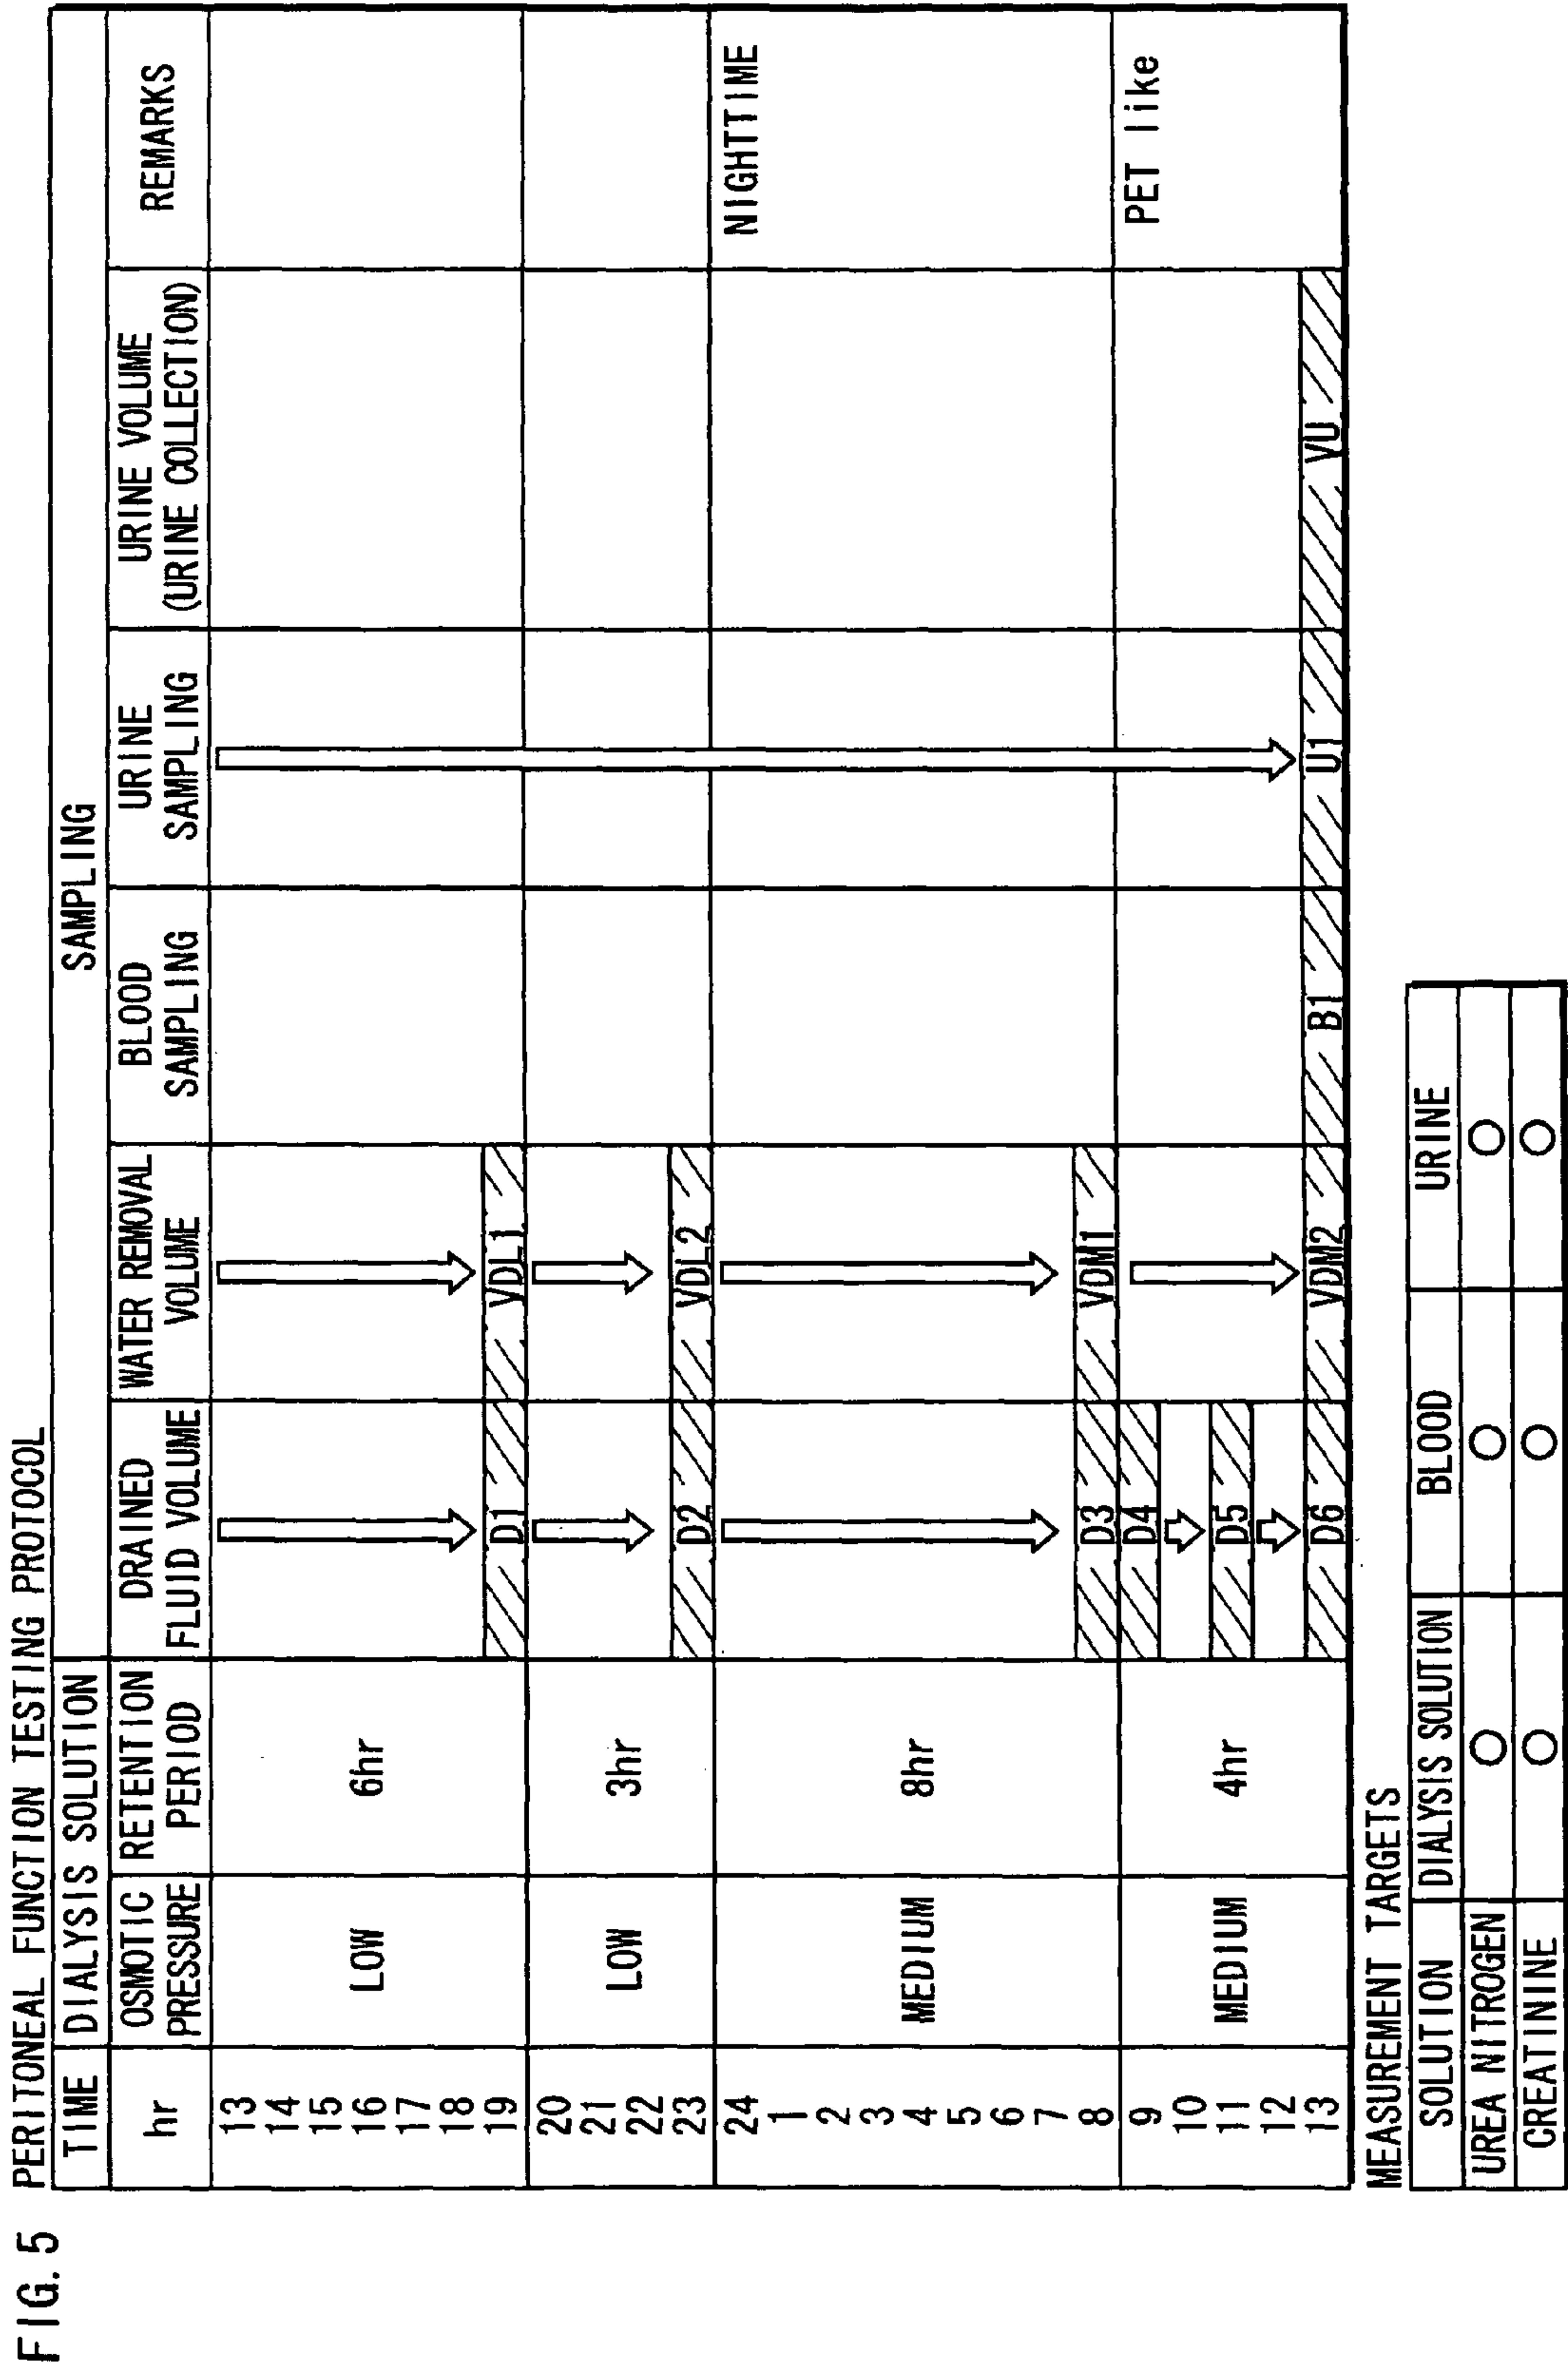 FIG. 5
PERITONEAL FUNCTION TESTING PROTOCOL
TIME DIALYSIS SOLUTION SAMPLING
hr OSMOTIC PRESSURE RETENTION PERIOD DRAINED FLUID VOLUME WATER REMOVAL VOLUME BLOOD SAMPLING URINE SAMPLING URINE VOLUME (URINE COLLECTION) REMARKS
13
14
15
16 LOW 6hr
17
18
19 D1 VDL1
20
21
22 LOW 3hr
23 D2 VDL2
24 NIGHTTIME
1
2
3
4 MEDIUM 8hr
5
6
7
8 D3 VDM1
9 D4 PET like
10
11 MEDIUM 4hr D5
12
13 D6 VDM2 B1 U1 VU
MEASUREMENT TARGETS
SOLUTION DIALYSIS SOLUTION BLOOD URINE
UREA NITROGEN ○ ○ ○
CREATININE ○ ○ ○